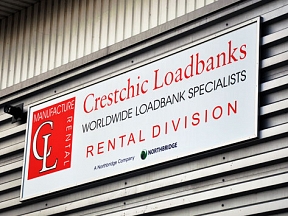 MANUFACTURE
CL
RENTAL
Crestchic Loadbanks
WORLDWIDE LOADBANK SPECIALISTS
RENTAL DIVISION
A Northbridge Company
NORTHBRIDGE